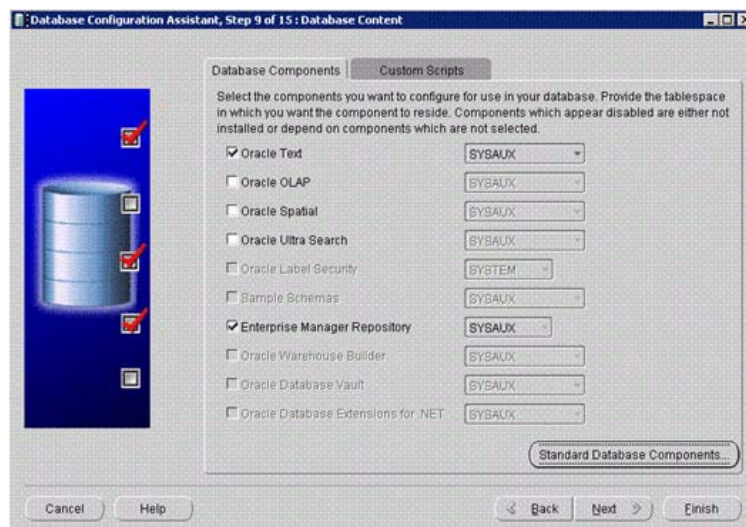 Database Configuration Assistant, Step 9 of 15 : Database Content
Database Components
Custom Scripts
Select the components you want to configure for use in your database. Provide the tablespace
in which you want the component to reside. Components which appear disabled are either not
installed or depend on components which are not selected.
Oracle Text SYSAUX
Oracle OLAP SYSAUX
Oracle Spatial SYSAUX
Oracle Ultra Search SYSAUX
Oracle Label Security SYSTEM
Sample Schemas SYSAUX
Enterprise Manager Repository SYSAUX
Oracle Warehouse Builder SYSAUX
Oracle Database Vault SYSAUX
Oracle Database Extensions for .NET SYSAUX
Standard Database Components...
Cancel Help Back Next Finish